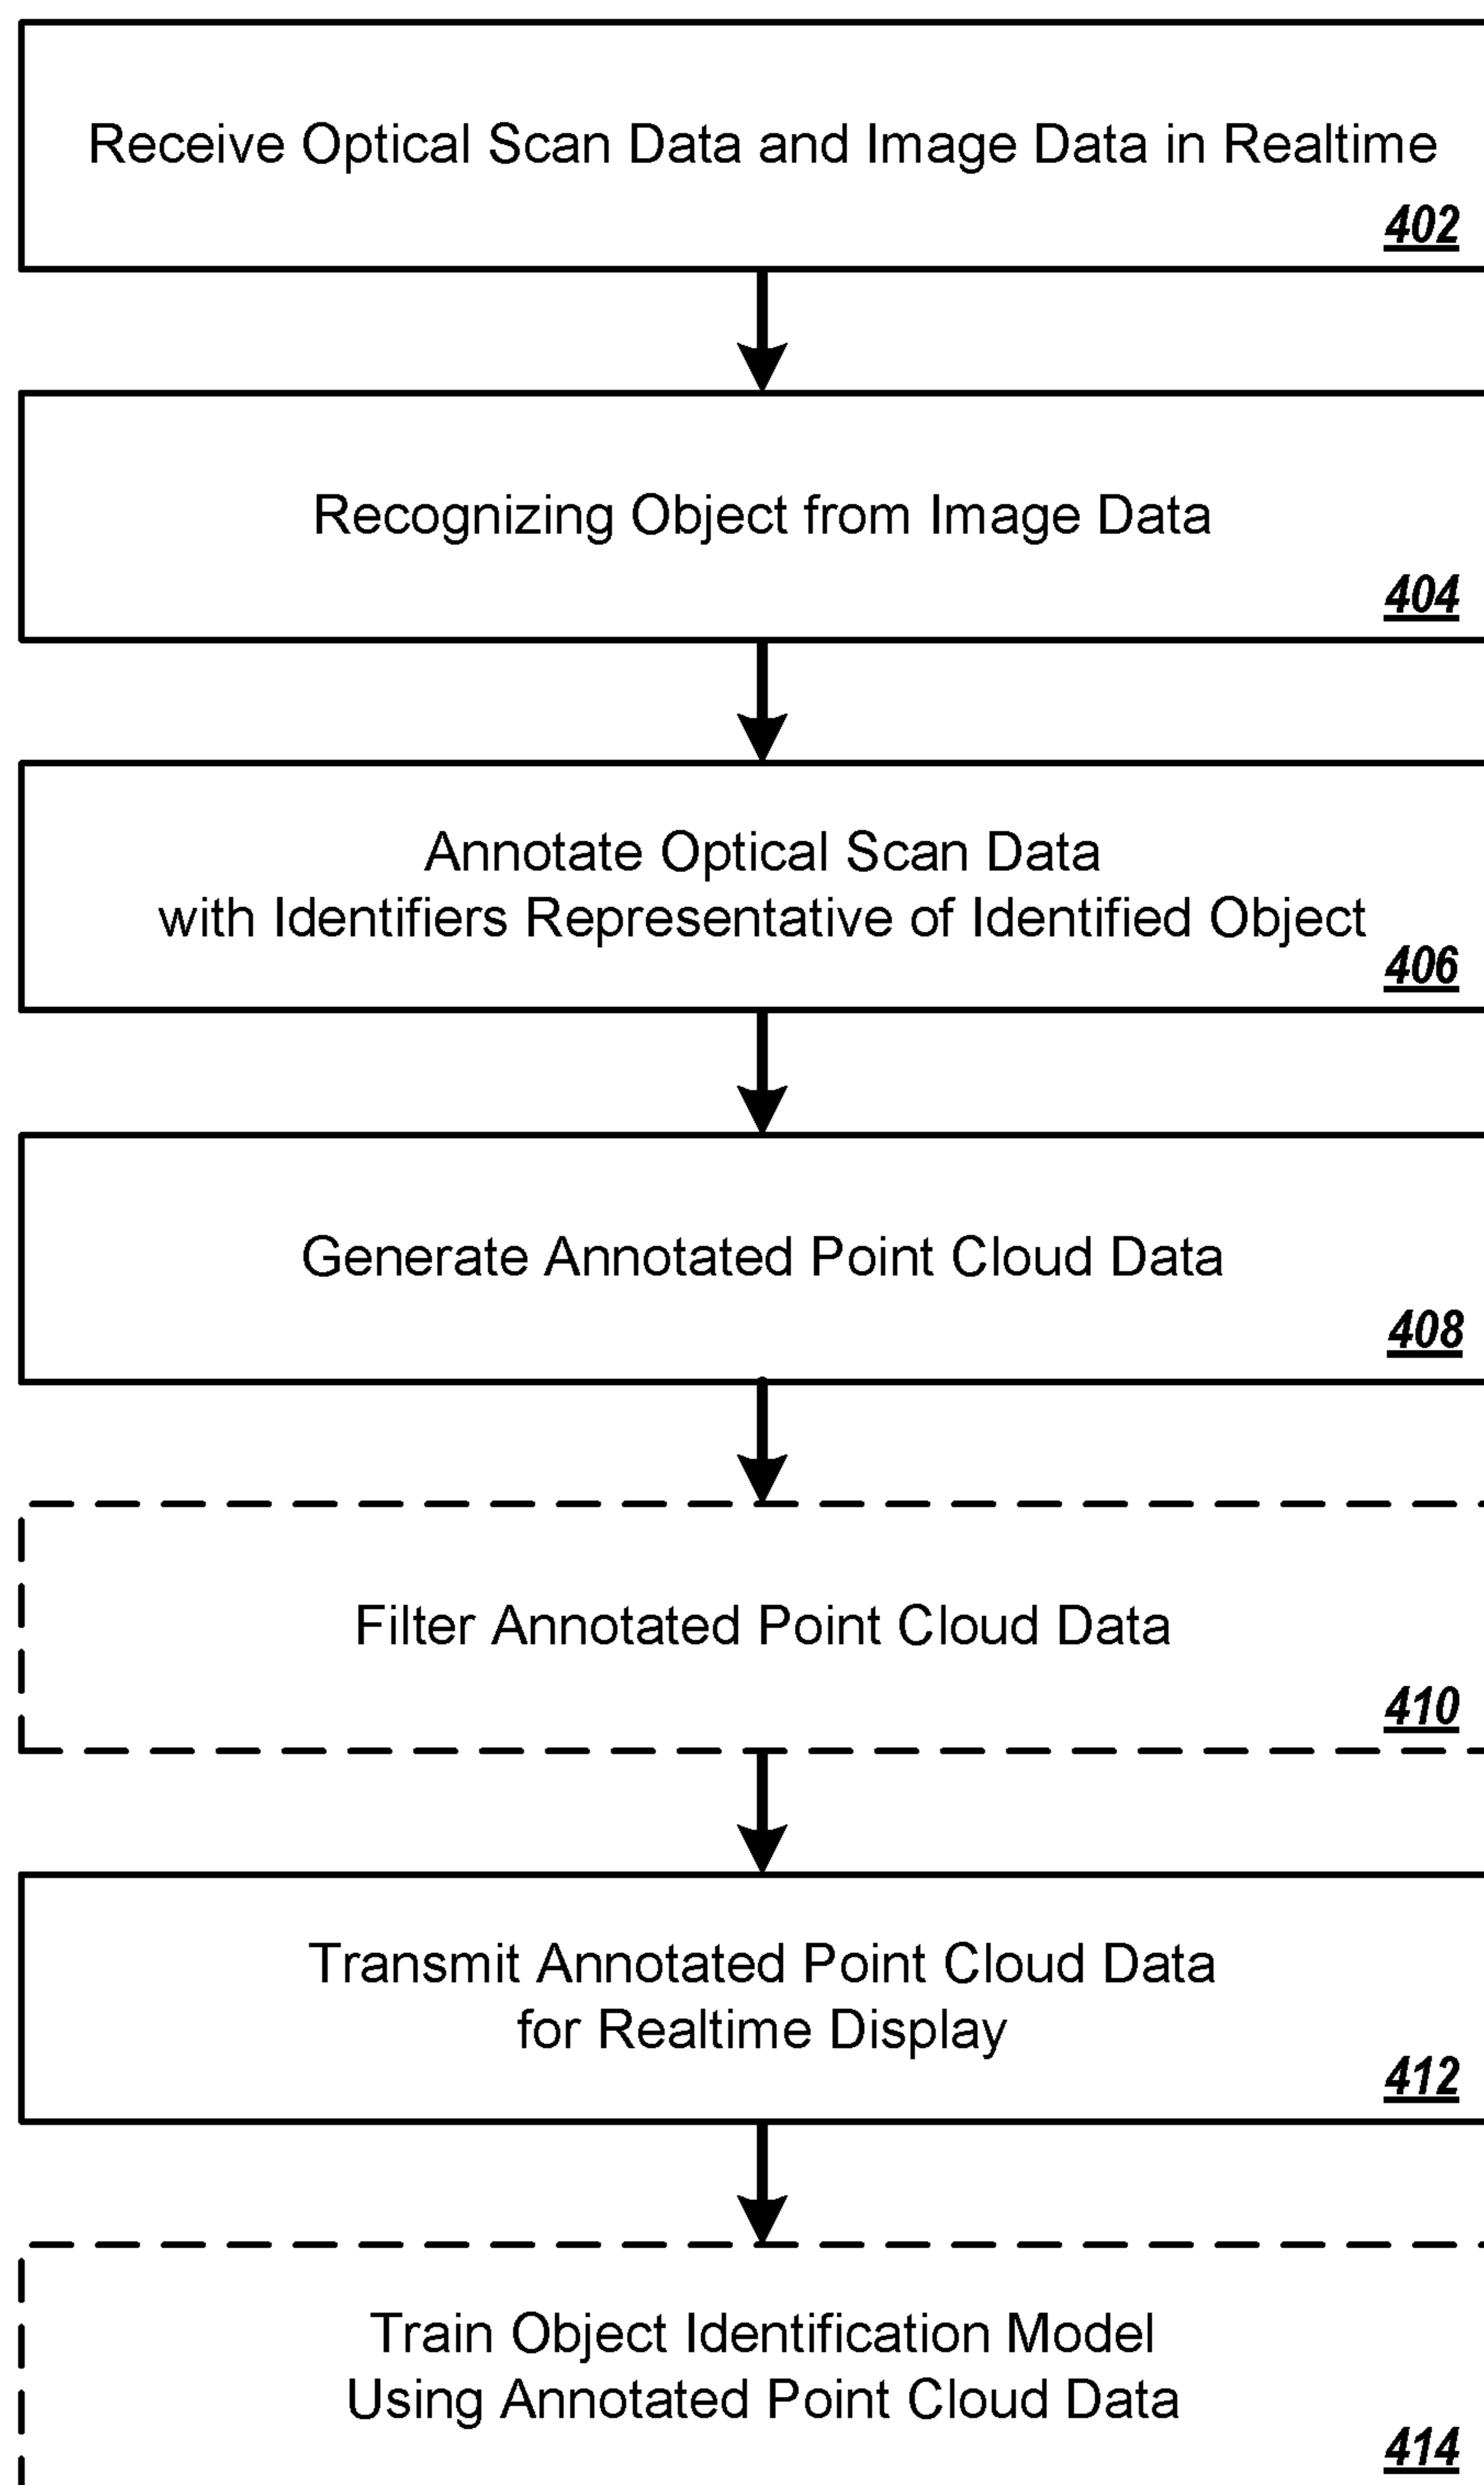 Receive Optical Scan Data and Image Data in Realtime
402
Recognizing Object from Image Data
404
Annotate Optical Scan Data
with Identifiers Representative of Identified Object
406
Generate Annotated Point Cloud Data
408
Filter Annotated Point Cloud Data
410
Transmit Annotated Point Cloud Data
for Realtime Display
412
Train Object Identification Model
Using Annotated Point Cloud Data
414